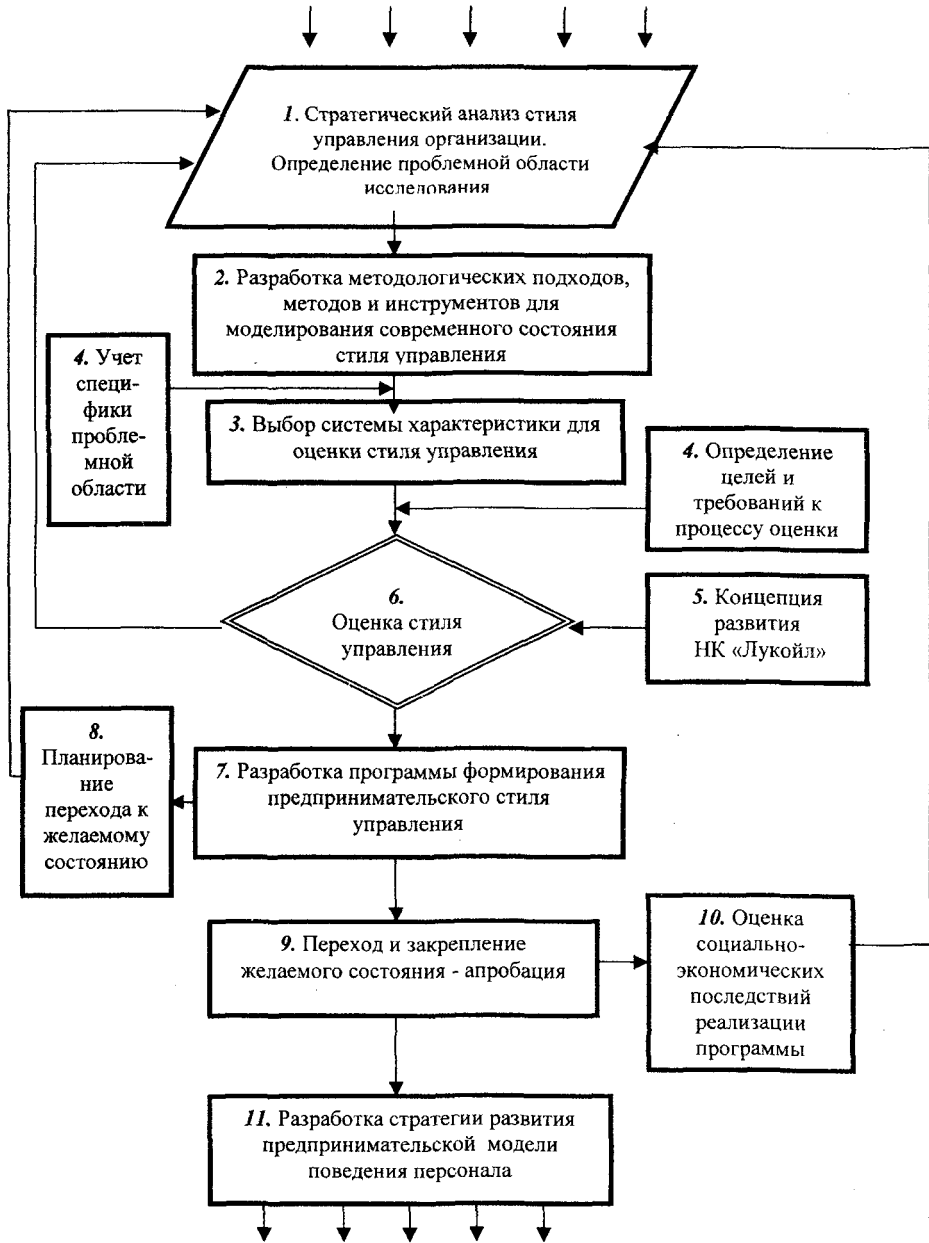 1. Стратегический анализ стиля
управления организации.
Определение проблемной области
исследования
2. Разработка методологических подходов,
методов и инструментов для
моделирования современного состояния
стиля управления
4. Учет
специ-
фики
пробле-
мной
области
3. Выбор системы характеристики для
оценки стиля управления
4. Определение
целей и
требований к
процессу оценки
6.
Оценка стиля
управления
5. Концепция
развития
НК «Лукойл»
8.
Планирова-
ние
перехода к
желаемому
состоянию
7. Разработка программы формирования
предпринимательского стиля
управления
9. Переход и закрепление
желаемого состояния - апробация
10. Оценка
социально-
экономических
последствий
реализации
программы
11. Разработка стратегии развития
предпринимательской модели
поведения персонала